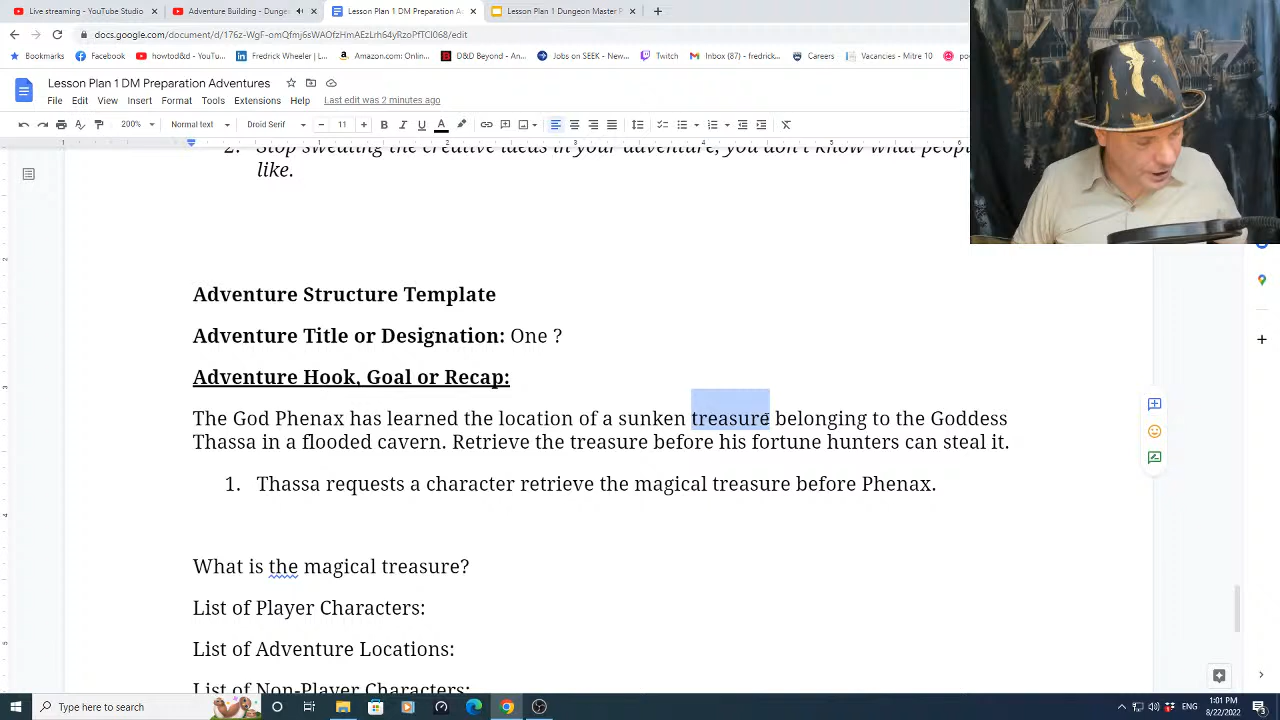 Live streaming - YouTube Studio
Adventure Building - Dungeon
Lesson Plan 1 DM Preparation Ad
Lesson Plan 1 Dungeon Master P
docs.google.com/document/d/
Bookmarks
Facebook
howtod&d - YouTu...
Fredrick Wheeler |...
Amazon.com: Onlin...
D&D Beyond - An...
Jobs on SEEK - New...
Twitch
Inbox (87) - fredrick...
Careers
Vacancies - Mitre 10
Lesson Plan 1 DM Preparation Adventures
File Edit View Insert Format Tools Extensions Help Last edit was 2 minutes ago
200% Normal text Droid Serif 11 B I U A
2. Stop sweating the creative ideas in your adventure, you don't know what people
like.
Adventure Structure Template
Adventure Title or Designation: One ?
Adventure Hook, Goal or Recap:
The God Phenax has learned the location of a sunken treasure belonging to the Goddess
Thassa in a flooded cavern. Retrieve the treasure before his fortune hunters can steal it.
1. Thassa requests a character retrieve the magical treasure before Phenax.
What is the magical treasure?
List of Player Characters:
List of Adventure Locations:
List of Non-Player Characters:
Type here to search
ENG
1:01 PM
8/22/2022